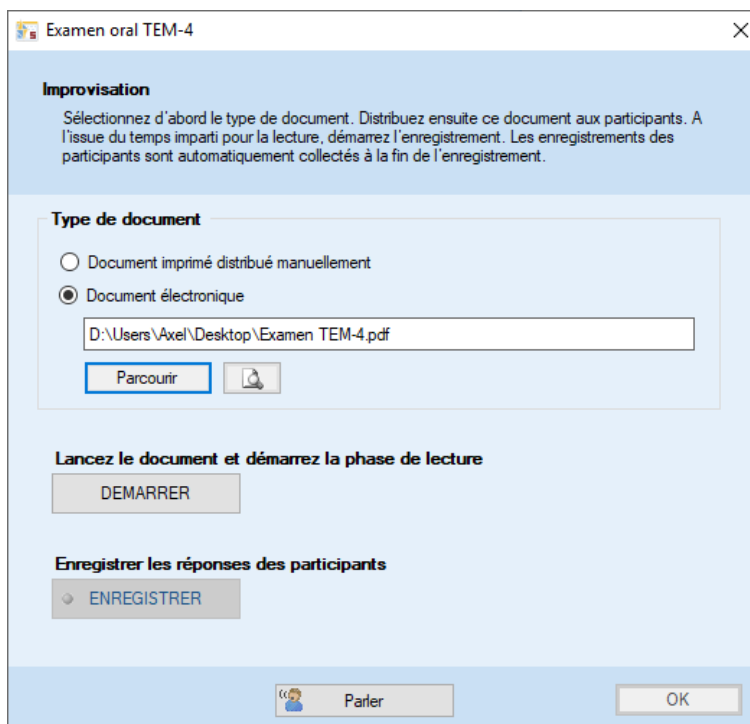 Examen oral TEM-4
Improvisation
Sélectionnez d'abord le type de document. Distribuez ensuite ce document aux participants. A
l'issue du temps imparti pour la lecture, démarrez l'enregistrement. Les enregistrements des
participants sont automatiquement collectés à la fin de l'enregistrement.
Type de document
Document imprimé distribué manuellement
Document électronique
D:\Users\Axel\Desktop\Examen TEM-4.pdf
Parcourir
Lancez le document et démarrez la phase de lecture
DEMARRER
Enregistrer les réponses des participants
ENREGISTRER
Parler
OK